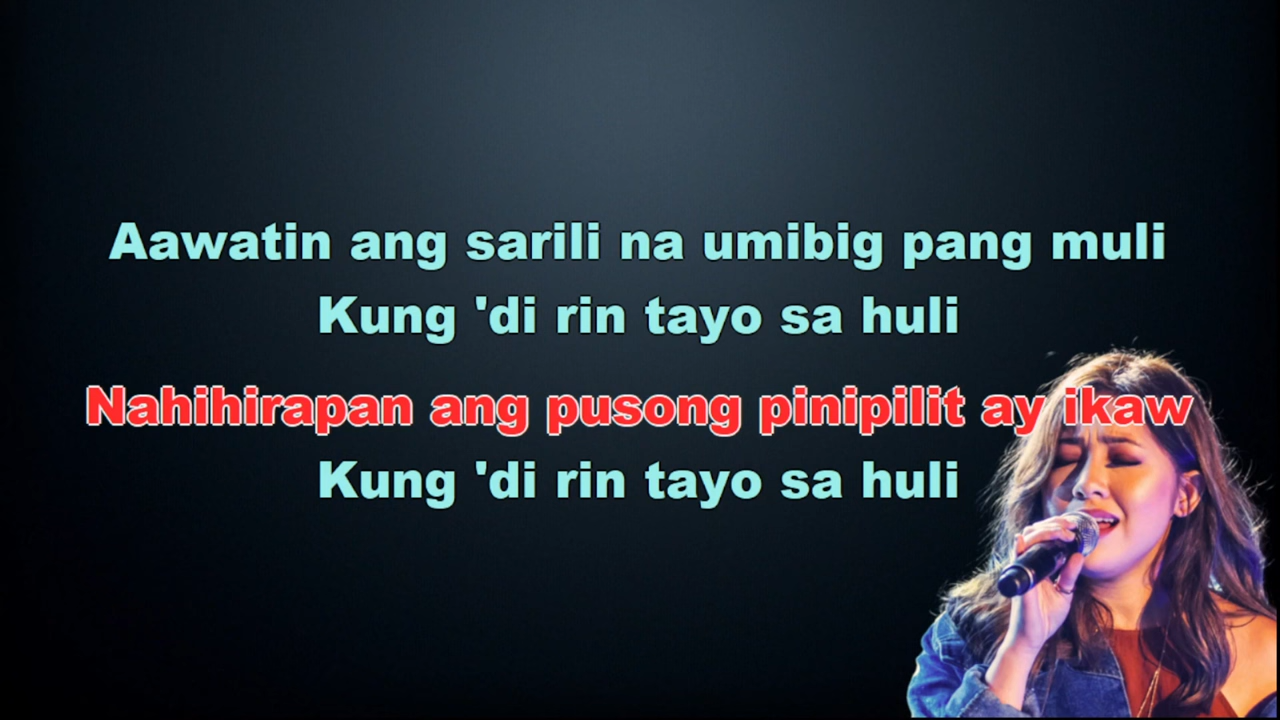 Aawatin ang sarili na umibig pang muli
Kung 'di rin tayo sa huli
Nahihirapan ang pusong pinipilit ay ikaw
Kung 'di rin tayo sa huli